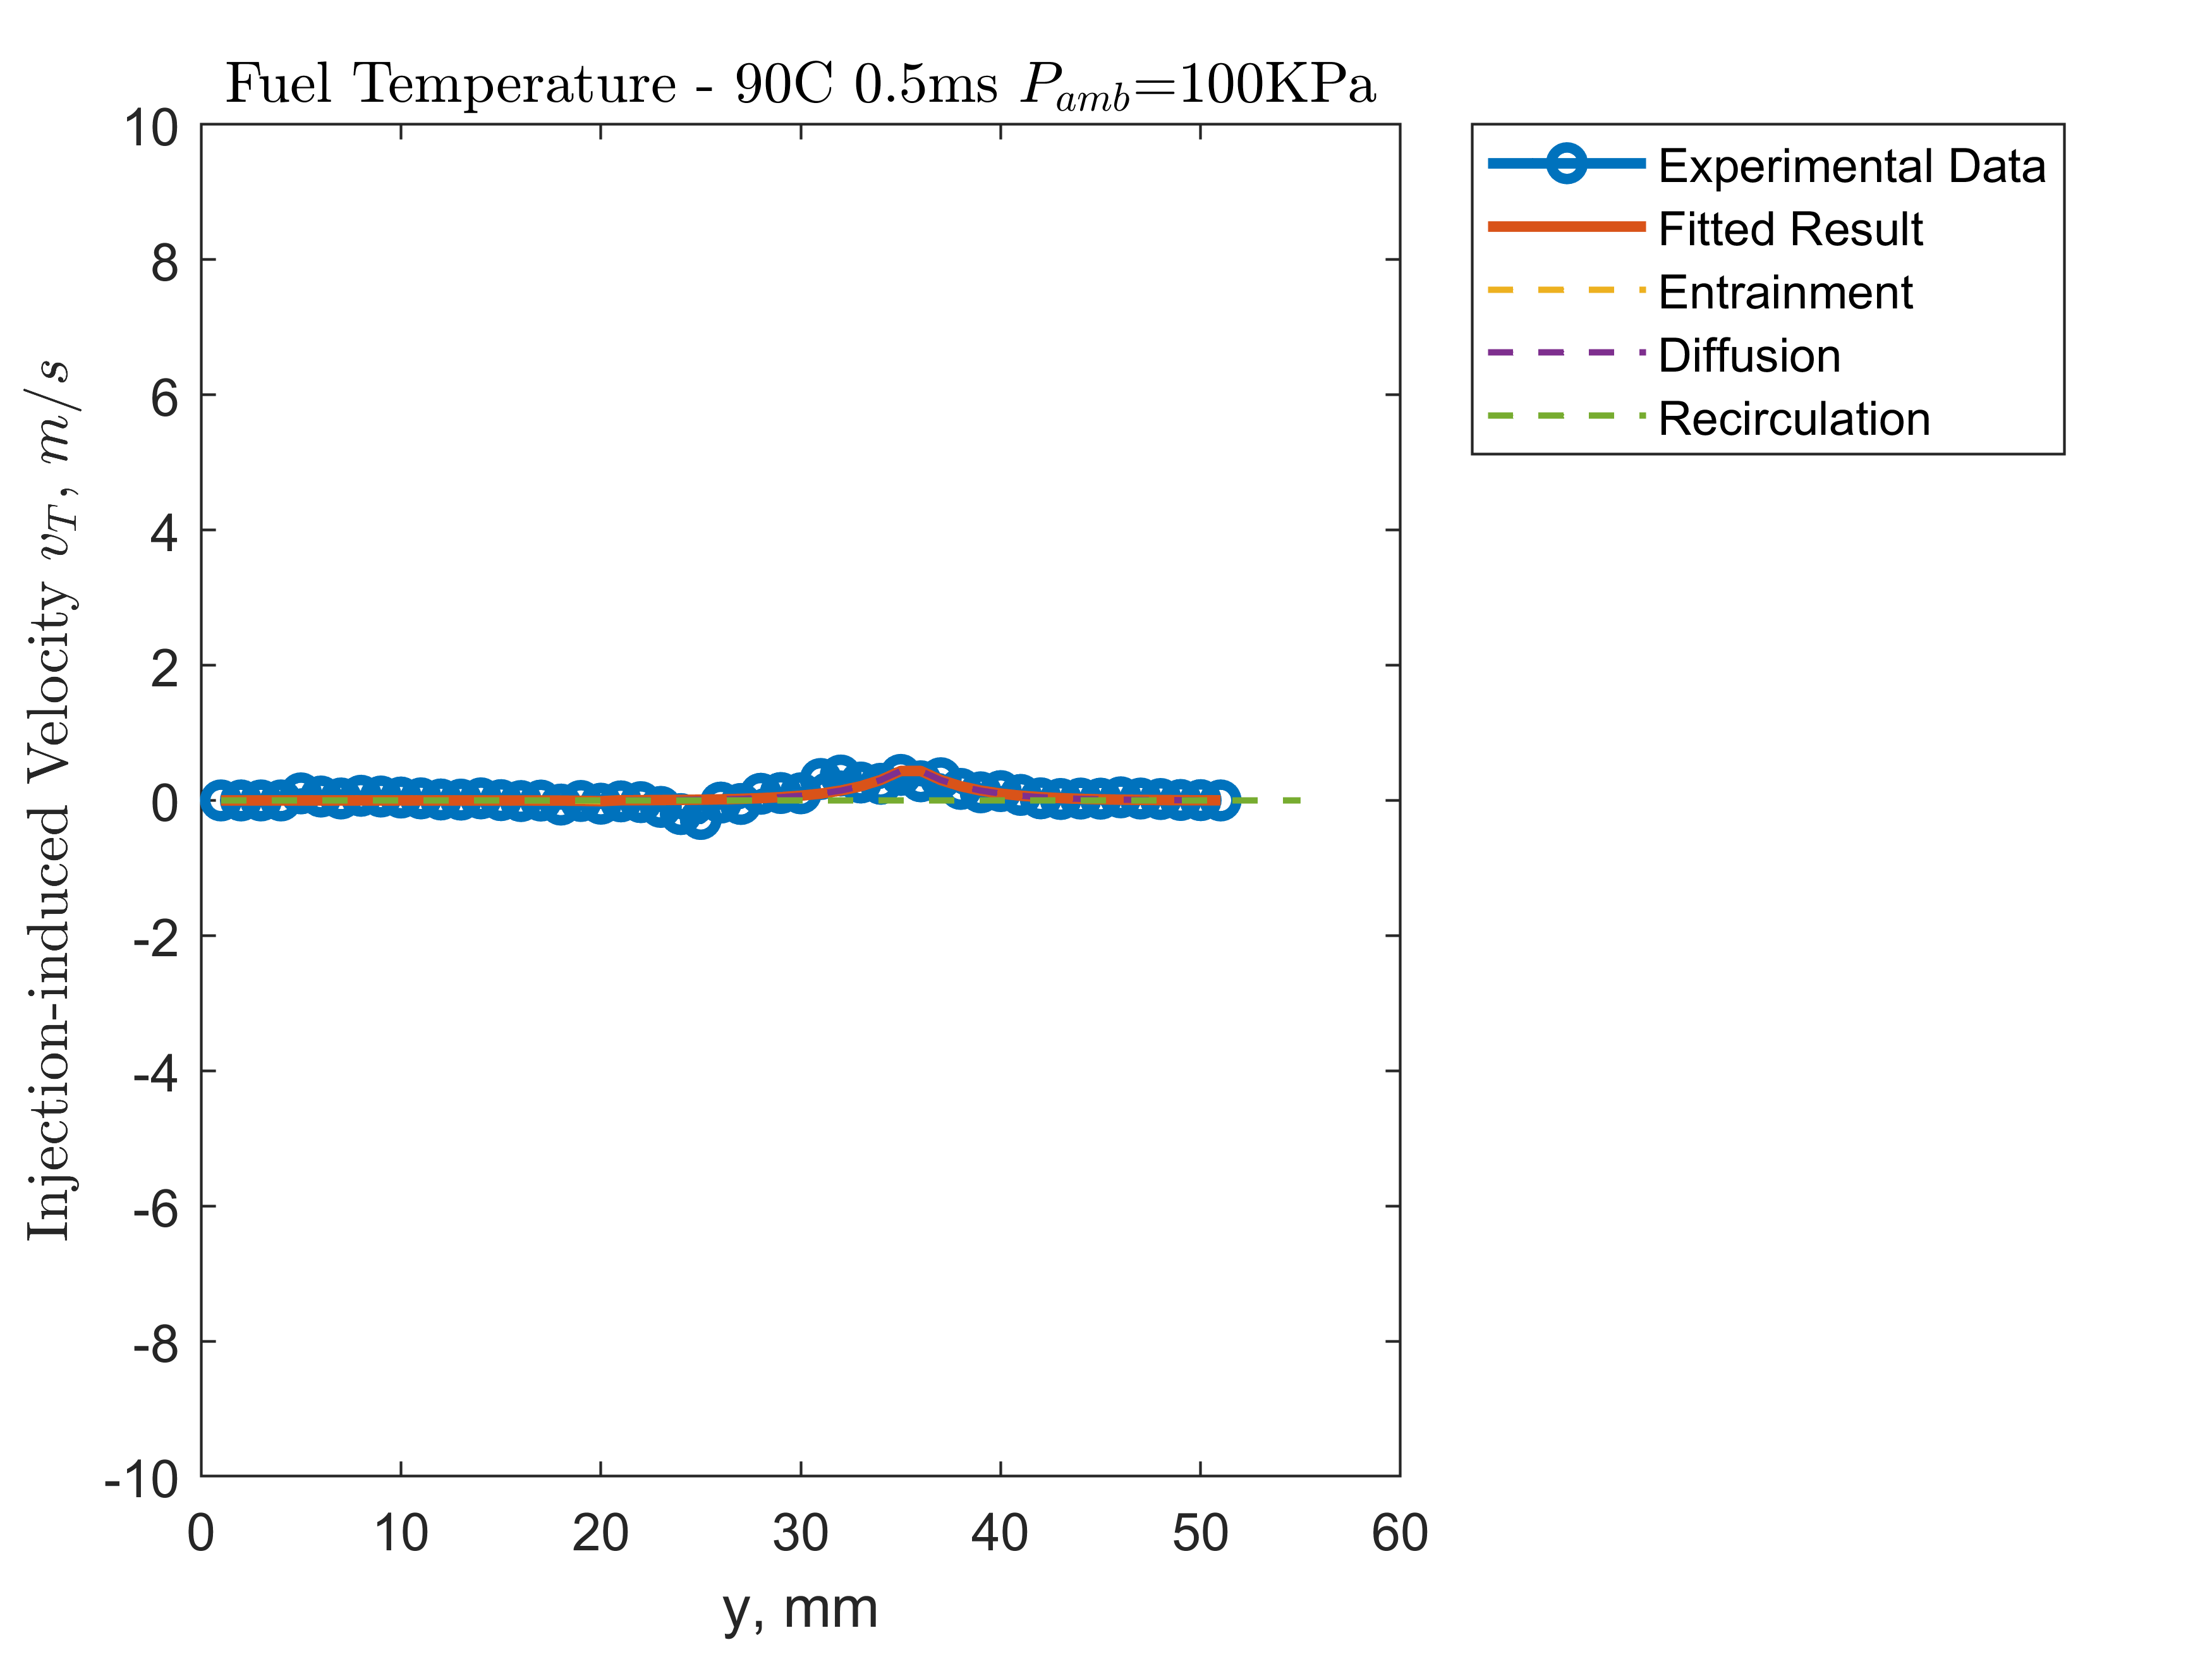 Fuel Temperature - 90C 0.5ms P_amb=100KPa
Injection-induced Velocity v_T, m/s
10
8
6
4
2
0
-2
-4
-6
-8
-10
0 10 20 30 40 50 60
y, mm
Experimental Data
Fitted Result
Entrainment
Diffusion
Recirculation